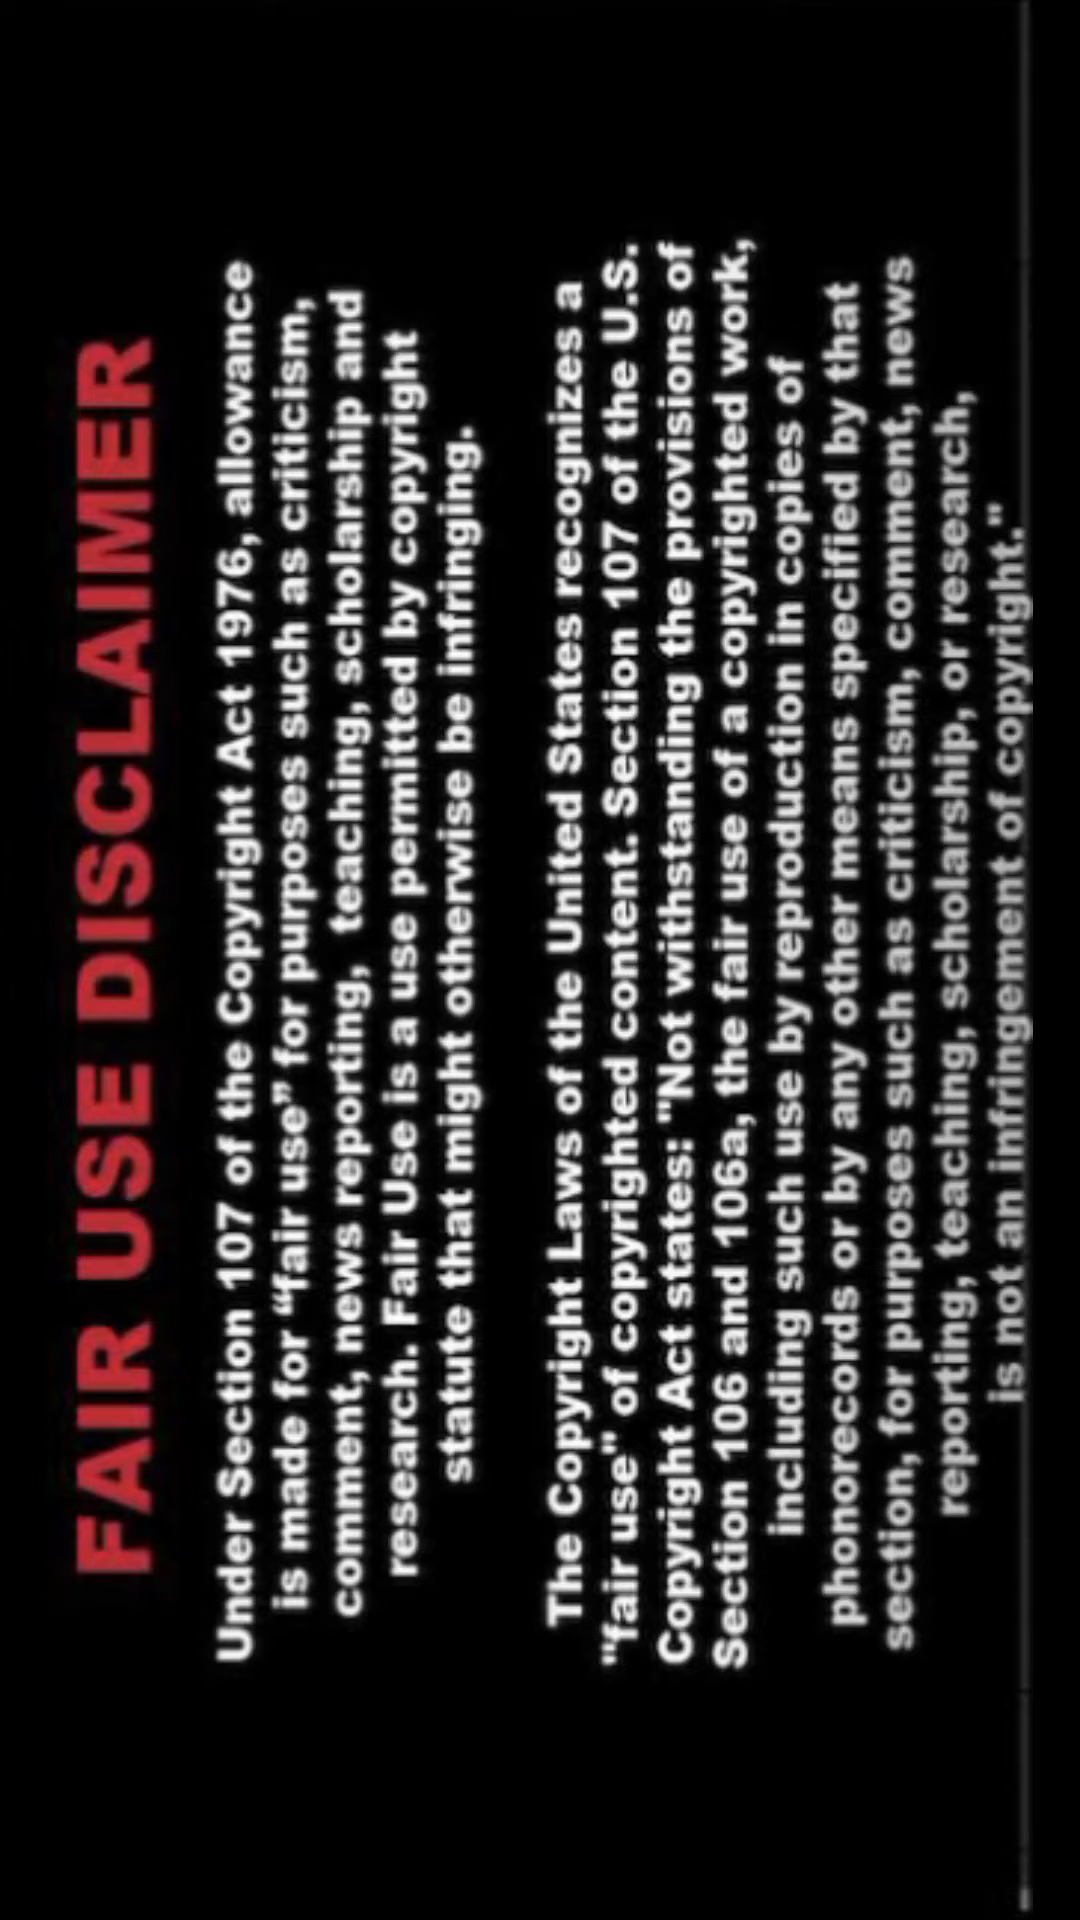 FAIR USE DISCLAIMER
Under Section 107 of the Copyright Act 1976, allowance
is made for “fair use” for purposes such as criticism,
comment, news reporting, teaching, scholarship and
research. Fair Use is a use permitted by copyright
statute that might otherwise be infringing.
The Copyright Laws of the United States recognizes a
"fair use" of copyrighted content. Section 107 of the U.S.
Copyright Act states: "Not withstanding the provisions of
Section 106 and 106a, the fair use of a copyrighted work,
including such use by reproduction in copies of
phonorecords or by any other means specified by that
section, for purposes such as criticism, comment, news
reporting, teaching, scholarship, or research,
is not an infringement of copyright."